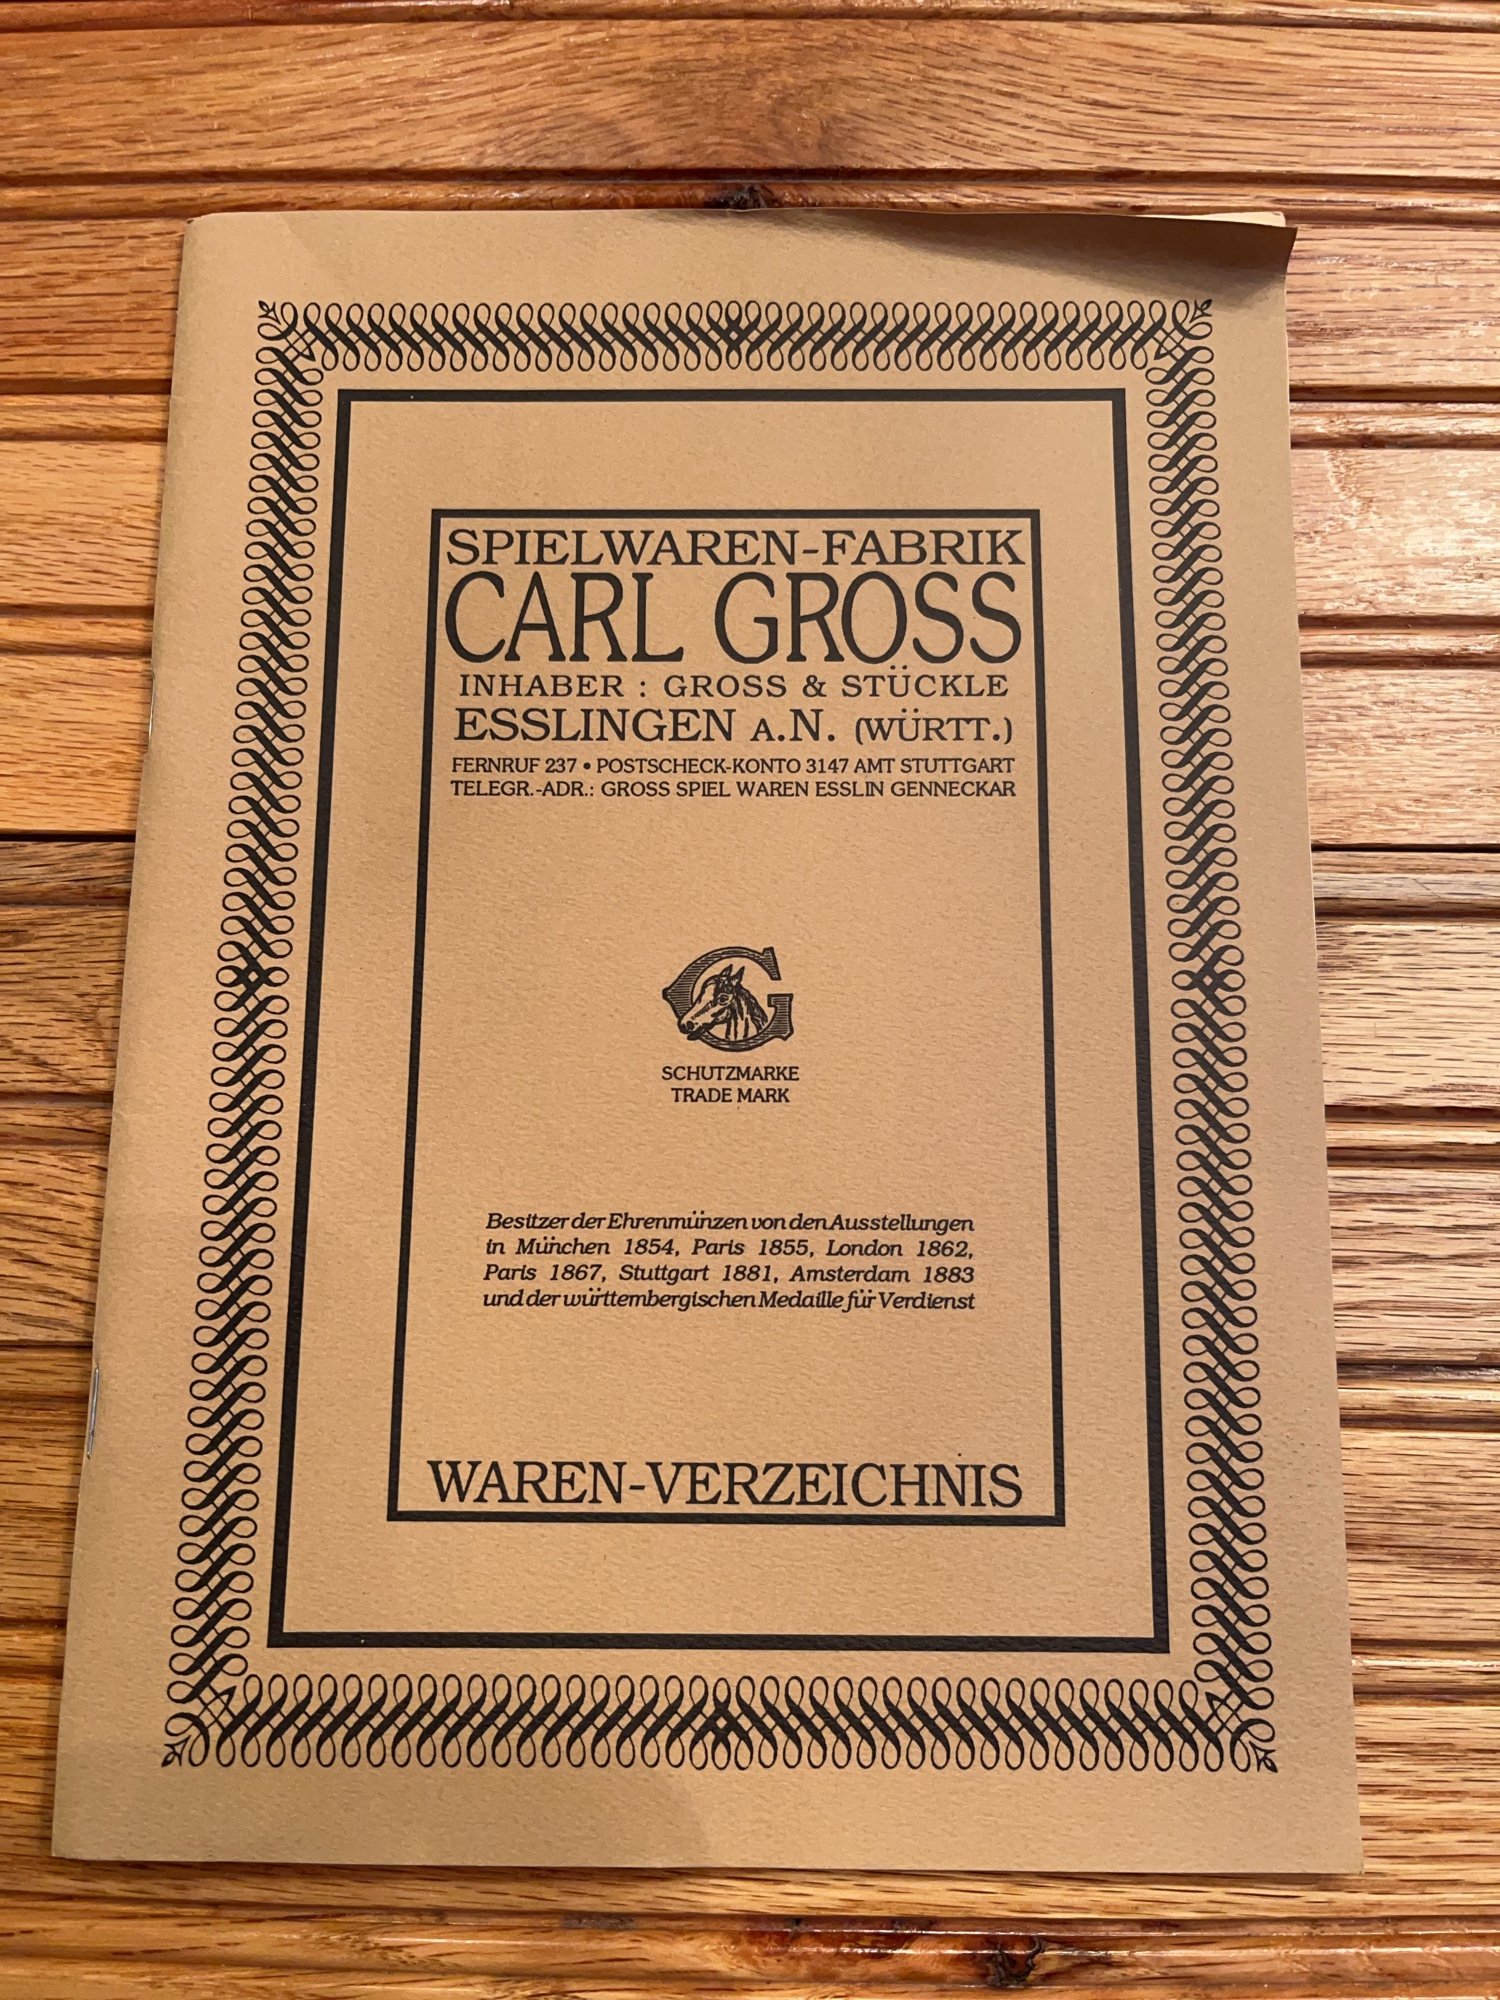 SPIELWAREN-FABRIK
CARL GROSS
INHABER : GROSS & STÜCKLE
ESSLINGEN A.N. (WÜRTT.)
FERNRUF 237 • POSTSCHECK-KONTO 3147 AMT STUTTGART
TELEGR.-ADR.: GROSS SPIEL WAREN ESSLIN GENNECKAR
G
SCHUTZMARKE
TRADE MARK
Besitzer der Ehrenmünzen von den Ausstellungen
in München 1854, Paris 1855, London 1862,
Paris 1867, Stuttgart 1881, Amsterdam 1883
und der württembergischen Medaille für Verdienst
WAREN-VERZEICHNIS